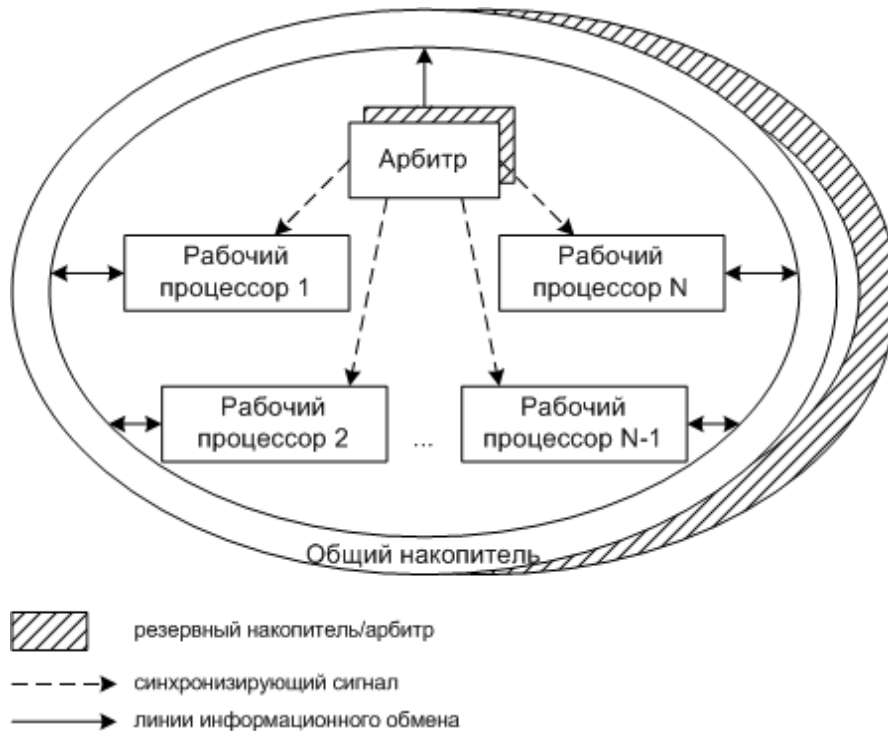 Арбитр
Рабочий
процессор 1
Рабочий
процессор N
Рабочий
процессор 2
...
Рабочий
процессор N-1
Общий накопитель
резервный накопитель/арбитр
синхронизирующий сигнал
линии информационного обмена